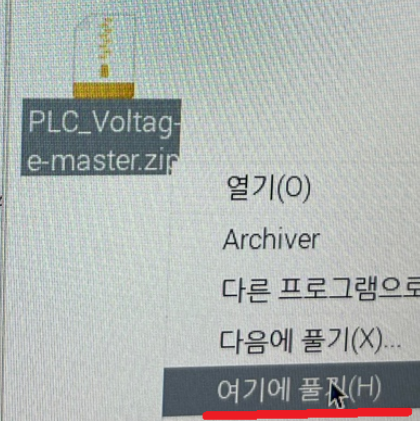 PLC_Voltag-
e-master.zip
열기(O)
Archiver
다른 프로그램으로
다음에 풀기(X)...
여기에 풀기(H)